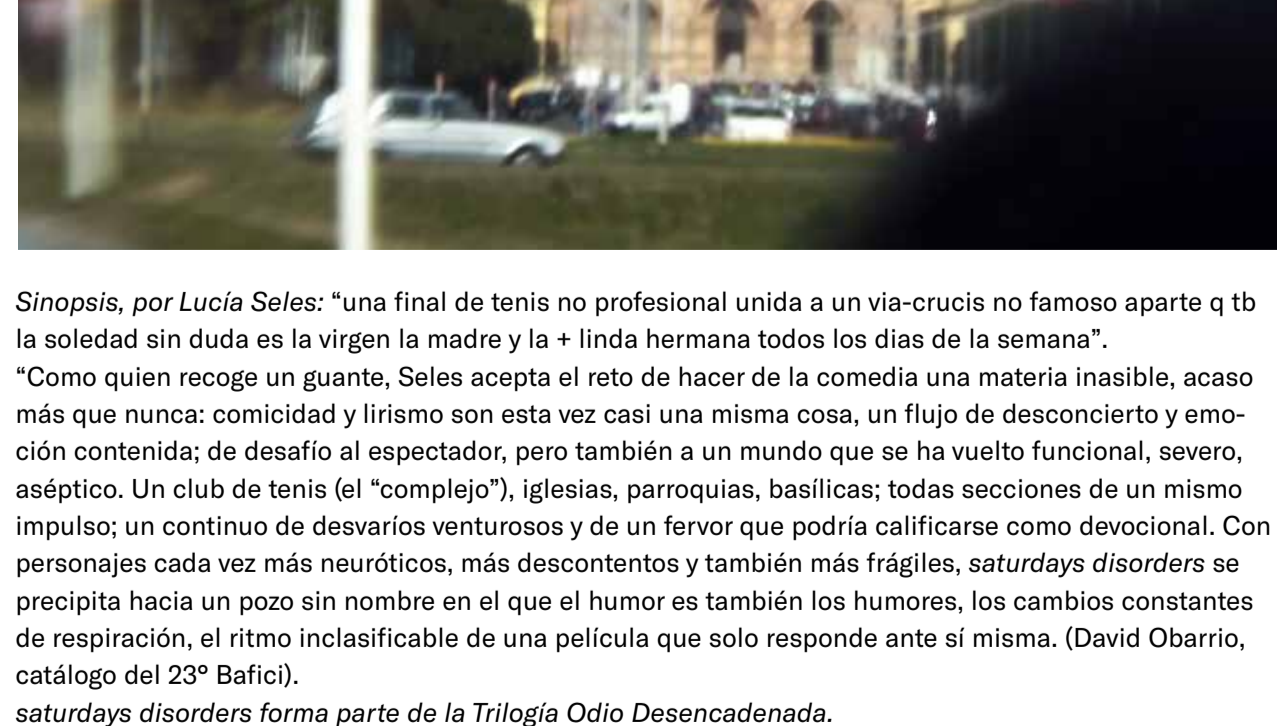 Sinopsis, por Lucía Seles: “una final de tenis no profesional unida a un via-crucis no famoso aparte q tb
la soledad sin duda es la virgen la madre y la + linda hermana todos los dias de la semana”.
“Como quien recoge un guante, Seles acepta el reto de hacer de la comedia una materia inasible, acaso
más que nunca: comicidad y lirismo son esta vez casi una misma cosa, un flujo de desconcierto y emo-
ción contenida; de desafío al espectador, pero también a un mundo que se ha vuelto funcional, severo,
aséptico. Un club de tenis (el “complejo”), iglesias, parroquias, basílicas; todas secciones de un mismo
impulso; un continuo de desvaríos venturosos y de un fervor que podría calificarse como devocional. Con
personajes cada vez más neuróticos, más descontentos y también más frágiles, saturdays disorders se
precipita hacia un pozo sin nombre en el que el humor es también los humores, los cambios constantes
de respiración, el ritmo inclasificable de una película que solo responde ante sí misma. (David Obarrio,
catálogo del 23° Bafici).
saturdays disorders forma parte de la Trilogía Odio Desencadenada.